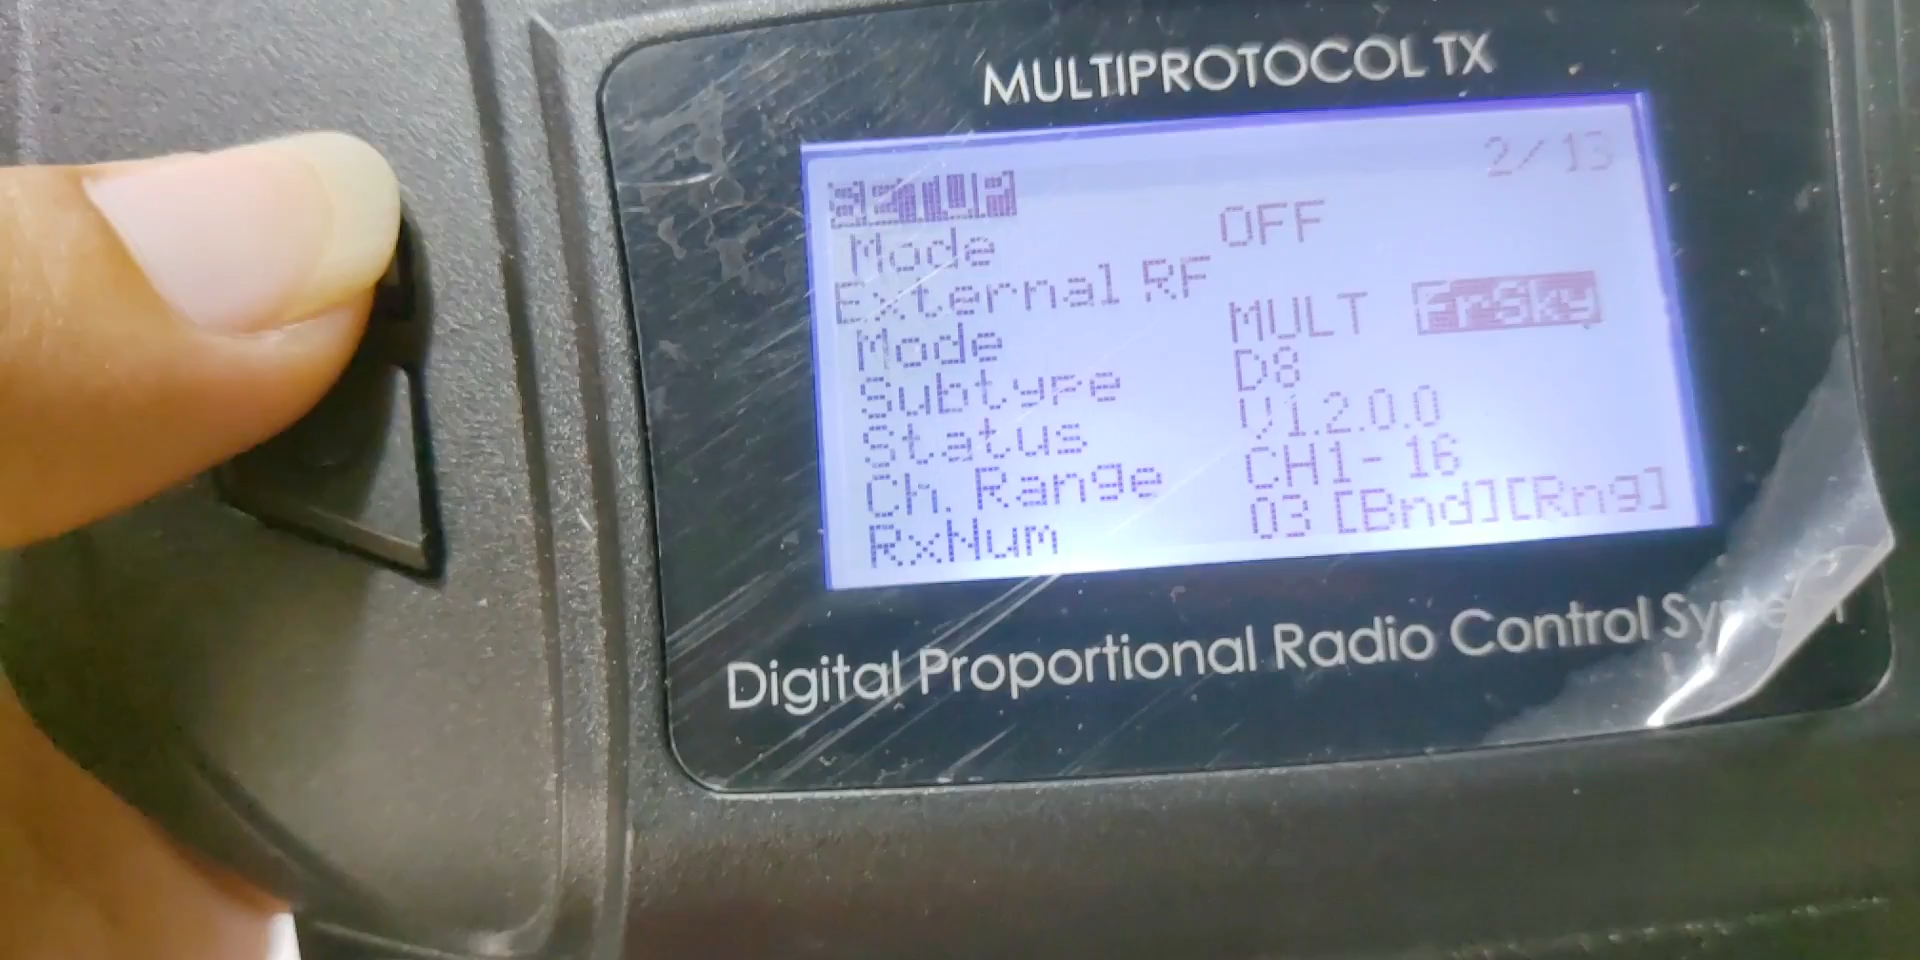 MULTIPROTOCOL TX
SETUP 2/13
Mode OFF
External RF
Mode MULT FrSky
Subtype D8
Status V1.2.0.0
Ch. Range CH1- 16
RxNum 03 [Bnd][Rng]
Digital Proportional Radio Control System